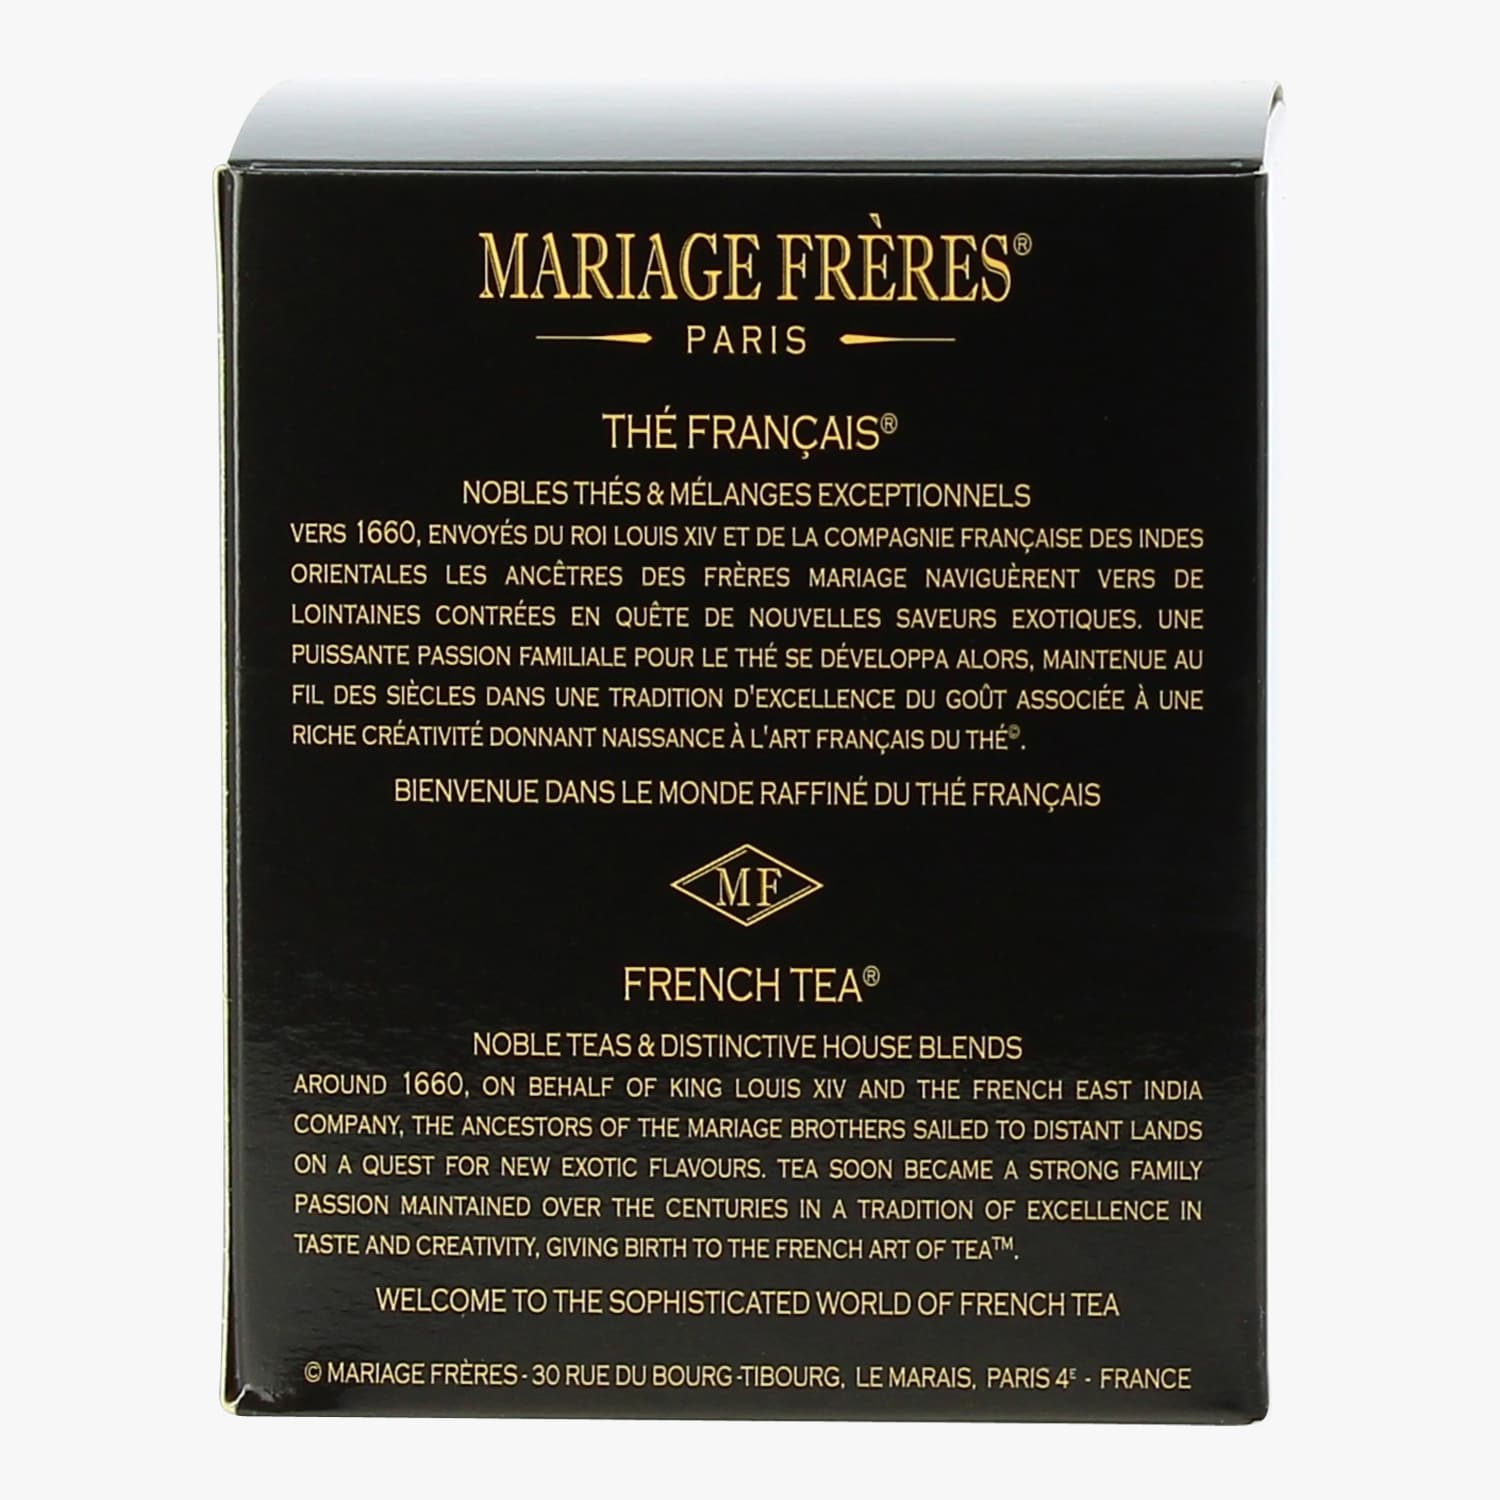 MARIAGE FRÈRES®
PARIS
THÉ FRANÇAIS®
NOBLES THÉS & MÉLANGES EXCEPTIONNELS
VERS 1660, ENVOYÉS DU ROI LOUIS XIV ET DE LA COMPAGNIE FRANÇAISE DES INDES
ORIENTALES LES ANCÊTRES DES FRÈRES MARIAGE NAVIGUÈRENT VERS DE
LOINTAINES CONTRÉES EN QUÊTE DE NOUVELLES SAVEURS EXOTIQUES. UNE
PUISSANTE PASSION FAMILIALE POUR LE THÉ SE DÉVELOPPA ALORS, MAINTENUE AU
FIL DES SIÈCLES DANS UNE TRADITION D'EXCELLENCE DU GOÛT ASSOCIÉE À UNE
RICHE CRÉATIVITÉ DONNANT NAISSANCE À L'ART FRANÇAIS DU THÉ©.
BIENVENUE DANS LE MONDE RAFFINÉ DU THÉ FRANÇAIS
MF
FRENCH TEA®
NOBLE TEAS & DISTINCTIVE HOUSE BLENDS
AROUND 1660, ON BEHALF OF KING LOUIS XIV AND THE FRENCH EAST INDIA
COMPANY, THE ANCESTORS OF THE MARIAGE BROTHERS SAILED TO DISTANT LANDS
ON A QUEST FOR NEW EXOTIC FLAVOURS. TEA SOON BECAME A STRONG FAMILY
PASSION MAINTAINED OVER THE CENTURIES IN A TRADITION OF EXCELLENCE IN
TASTE AND CREATIVITY, GIVING BIRTH TO THE FRENCH ART OF TEA™.
WELCOME TO THE SOPHISTICATED WORLD OF FRENCH TEA
© MARIAGE FRÈRES - 30 RUE DU BOURG-TIBOURG, LE MARAIS, PARIS 4E - FRANCE